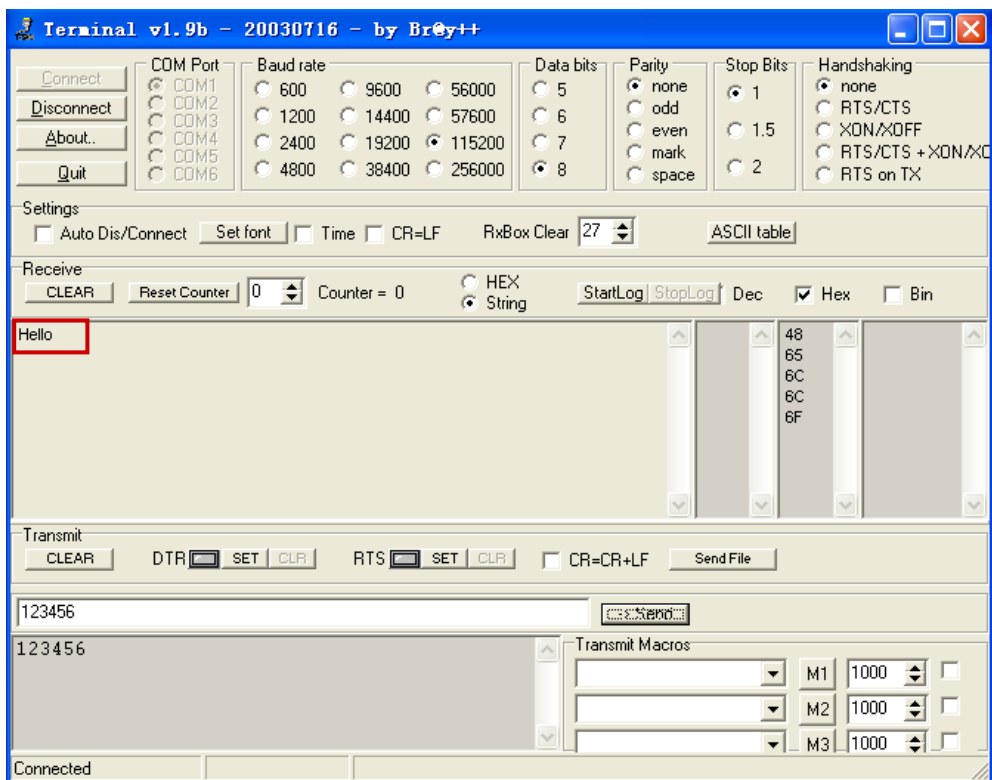 Terminal v1.9b - 20030716 - by Br@y++
Connect
Disconnect
About..
Quit
COM Port
COM1
COM2
COM3
COM4
COM5
COM6
Baud rate
600 9600 56000
1200 14400 57600
2400 19200 115200
4800 38400 256000
Data bits
5
6
7
8
Parity
none
odd
even
mark
space
Stop Bits
1
1.5
2
Handshaking
none
RTS/CTS
XON/XOFF
RTS/CTS +XON/XO
RTS on TX
Settings
Auto Dis/Connect Set font Time CR=LF RxBox Clear 27 ASCII table
Receive
CLEAR Reset Counter 0 Counter = 0 HEX
String
StartLog StopLog Dec Hex Bin
Hello
48
65
6C
6C
6F
Transmit
CLEAR DTR SET CLR RTS SET CLR CR=CR+LF Send File
123456
123456
Transmit Macros
M1 1000
M2 1000
M3 1000
Connected